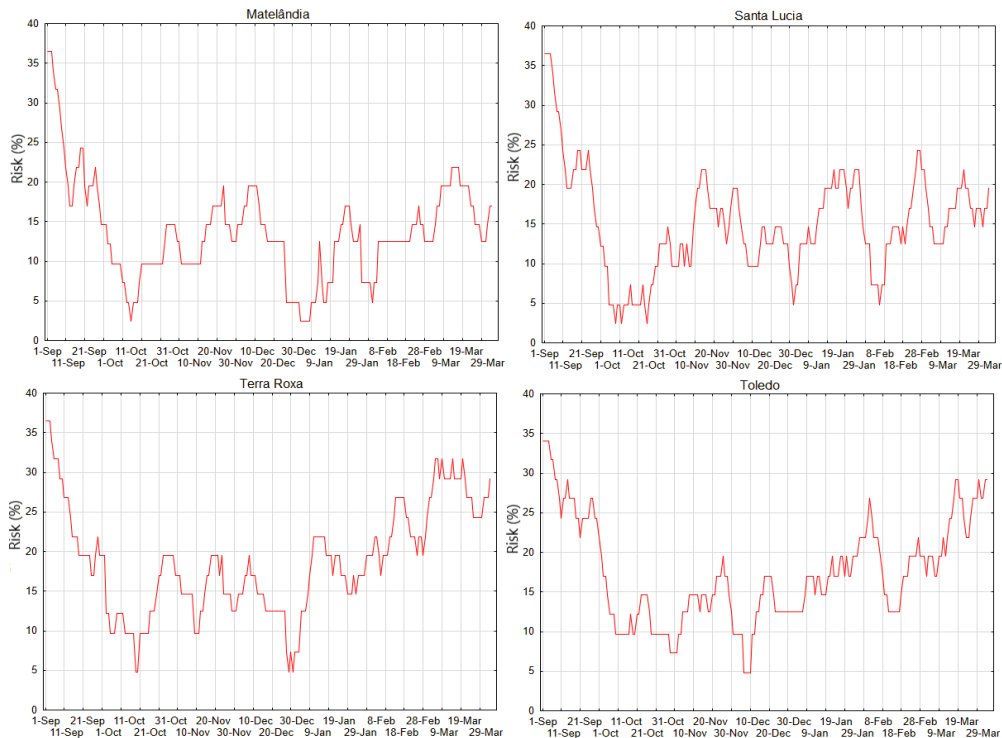 Matelândia
40
35
30
25
20
15
10
5
0
Risk (%)
1-Sep 21-Sep 11-Oct 31-Oct 20-Nov 10-Dec 30-Dec 19-Jan 8-Feb 28-Feb 19-Mar
11-Sep 1-Oct 21-Oct 10-Nov 30-Nov 20-Dec 9-Jan 29-Jan 18-Feb 9-Mar 29-Mar
Santa Lucia
40
35
30
25
20
15
10
5
0
Risk (%)
1-Sep 21-Sep 11-Oct 31-Oct 20-Nov 10-Dec 30-Dec 19-Jan 8-Feb 28-Feb 19-Mar
11-Sep 1-Oct 21-Oct 10-Nov 30-Nov 20-Dec 9-Jan 29-Jan 18-Feb 9-Mar 29-Mar
Terra Roxa
40
35
30
25
20
15
10
5
0
Risk (%)
1-Sep 21-Sep 11-Oct 31-Oct 20-Nov 10-Dec 30-Dec 19-Jan 8-Feb 28-Feb 19-Mar
11-Sep 1-Oct 21-Oct 10-Nov 30-Nov 20-Dec 9-Jan 29-Jan 18-Feb 9-Mar 29-Mar
Toledo
40
35
30
25
20
15
10
5
0
Risk (%)
1-Sep 21-Sep 11-Oct 31-Oct 20-Nov 10-Dec 30-Dec 19-Jan 8-Feb 28-Feb 19-Mar
11-Sep 1-Oct 21-Oct 10-Nov 30-Nov 20-Dec 9-Jan 29-Jan 18-Feb 9-Mar 29-Mar